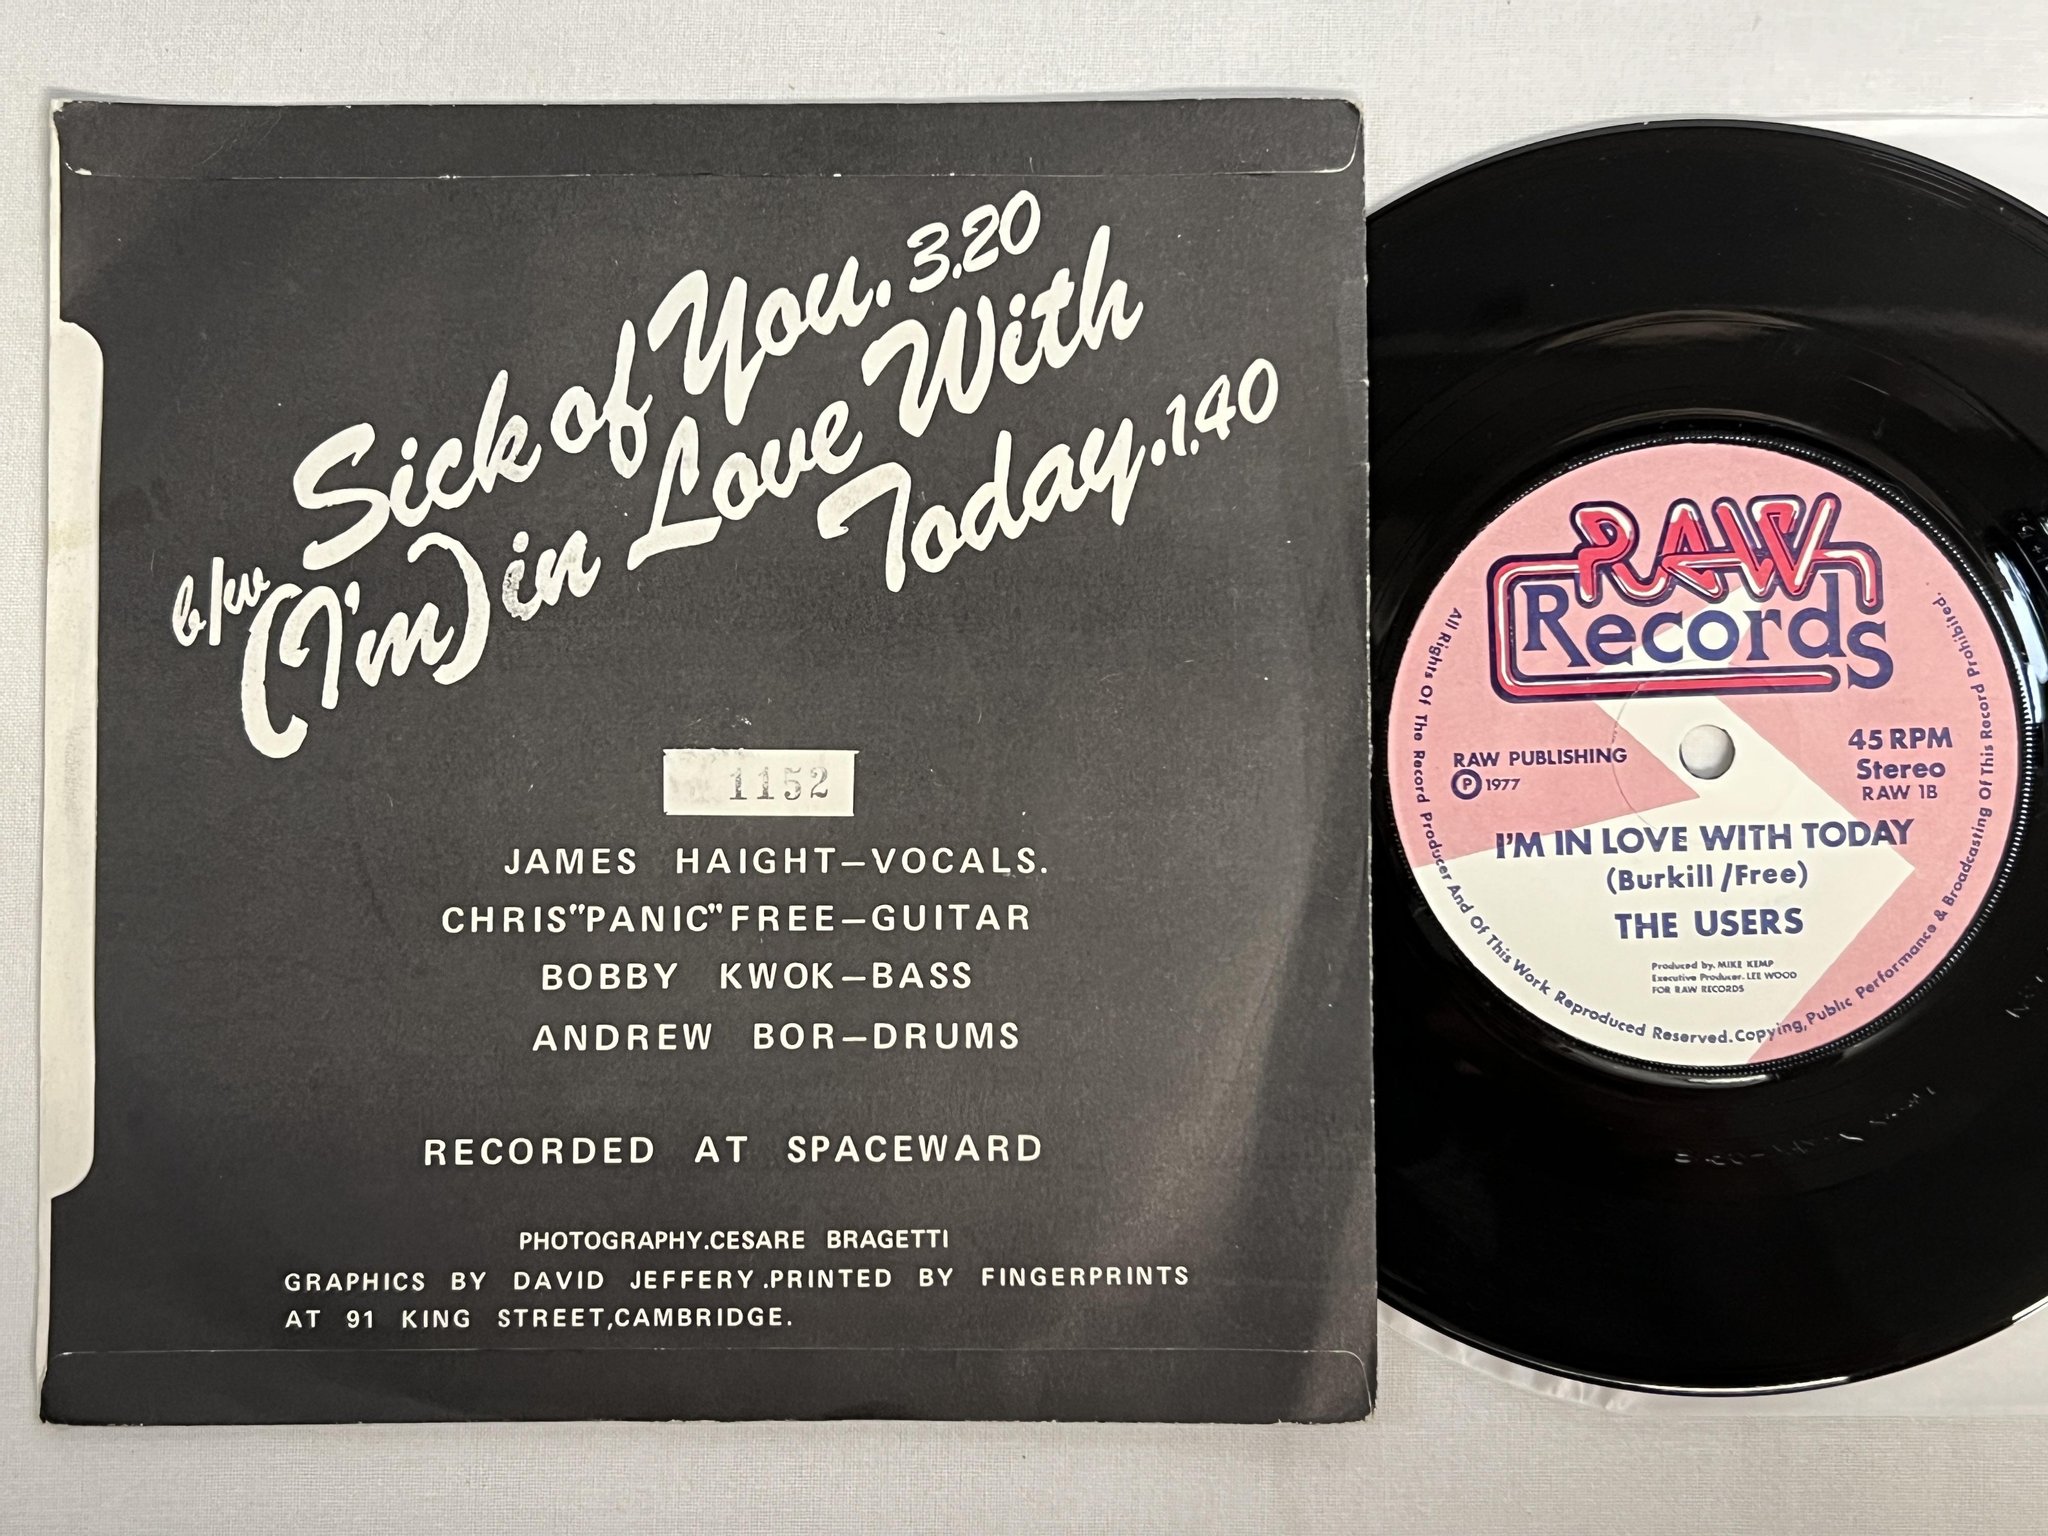 Sick of You. 3.20
b/w (I'm) in Love With
Today. 1.40
1152
JAMES HAIGHT–VOCALS.
CHRIS"PANIC"FREE–GUITAR
BOBBY KWOK–BASS
ANDREW BOR–DRUMS
RECORDED AT SPACEWARD
PHOTOGRAPHY.CESARE BRAGETTI
GRAPHICS BY DAVID JEFFERY.PRINTED BY FINGERPRINTS
AT 91 KING STREET,CAMBRIDGE.
RAW
Records
RAW PUBLISHING
℗ 1977
45 RPM
Stereo
RAW 1B
I'M IN LOVE WITH TODAY
(Burkill/Free)
THE USERS
Produced by. MIKE KEMP
Executive Producer. LEE WOOD
FOR RAW RECORDS
All Rights Of The Record Producer And Of This Work Reproduced Reserved. Copying, Public Performance & Broadcasting Of This Record Prohibited.